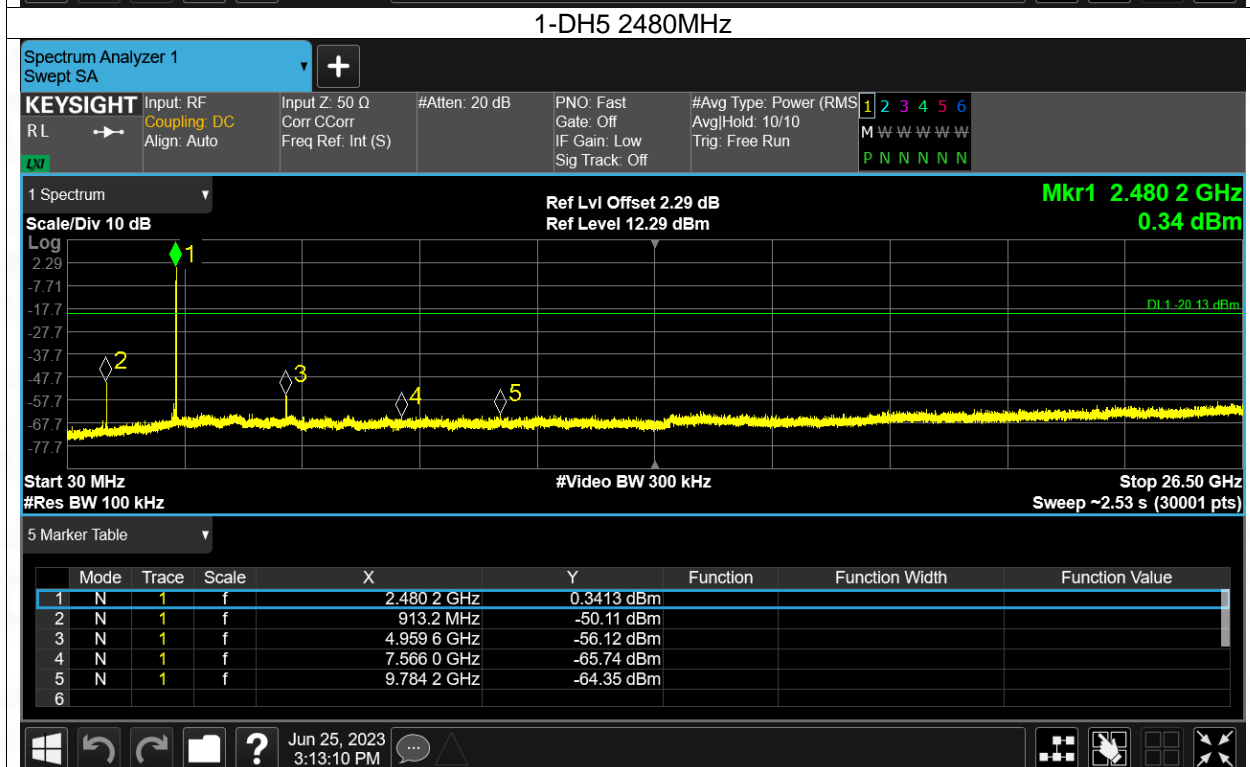 1-DH5 2480MHz
Spectrum Analyzer 1
Swept SA
KEYSIGHT
RL
LXI
Input: RF
Coupling: DC
Align: Auto
Input Z: 50 Ω
Corr CCorr
Freq Ref: Int (S)
#Atten: 20 dB
PNO: Fast
Gate: Off
IF Gain: Low
Sig Track: Off
#Avg Type: Power (RMS
Avg|Hold: 10/10
Trig: Free Run
1 2 3 4 5 6
M W W W W W
P N N N N N
1 Spectrum
Scale/Div 10 dB
Ref Lvl Offset 2.29 dB
Ref Level 12.29 dBm
Mkr1 2.480 2 GHz
0.34 dBm
Log
2.29
-7.71
-17.7
-27.7
-37.7
-47.7
-57.7
-67.7
-77.7
1
2
3
4
5
DL1 -20.13 dBm
Start 30 MHz
#Res BW 100 kHz
#Video BW 300 kHz
Stop 26.50 GHz
Sweep ~2.53 s (30001 pts)
5 Marker Table
Mode Trace Scale X Y Function Function Width Function Value
1 N 1 f 2.480 2 GHz 0.3413 dBm
2 N 1 f 913.2 MHz -50.11 dBm
3 N 1 f 4.959 6 GHz -56.12 dBm
4 N 1 f 7.566 0 GHz -65.74 dBm
5 N 1 f 9.784 2 GHz -64.35 dBm
6
?
Jun 25, 2023
3:13:10 PM